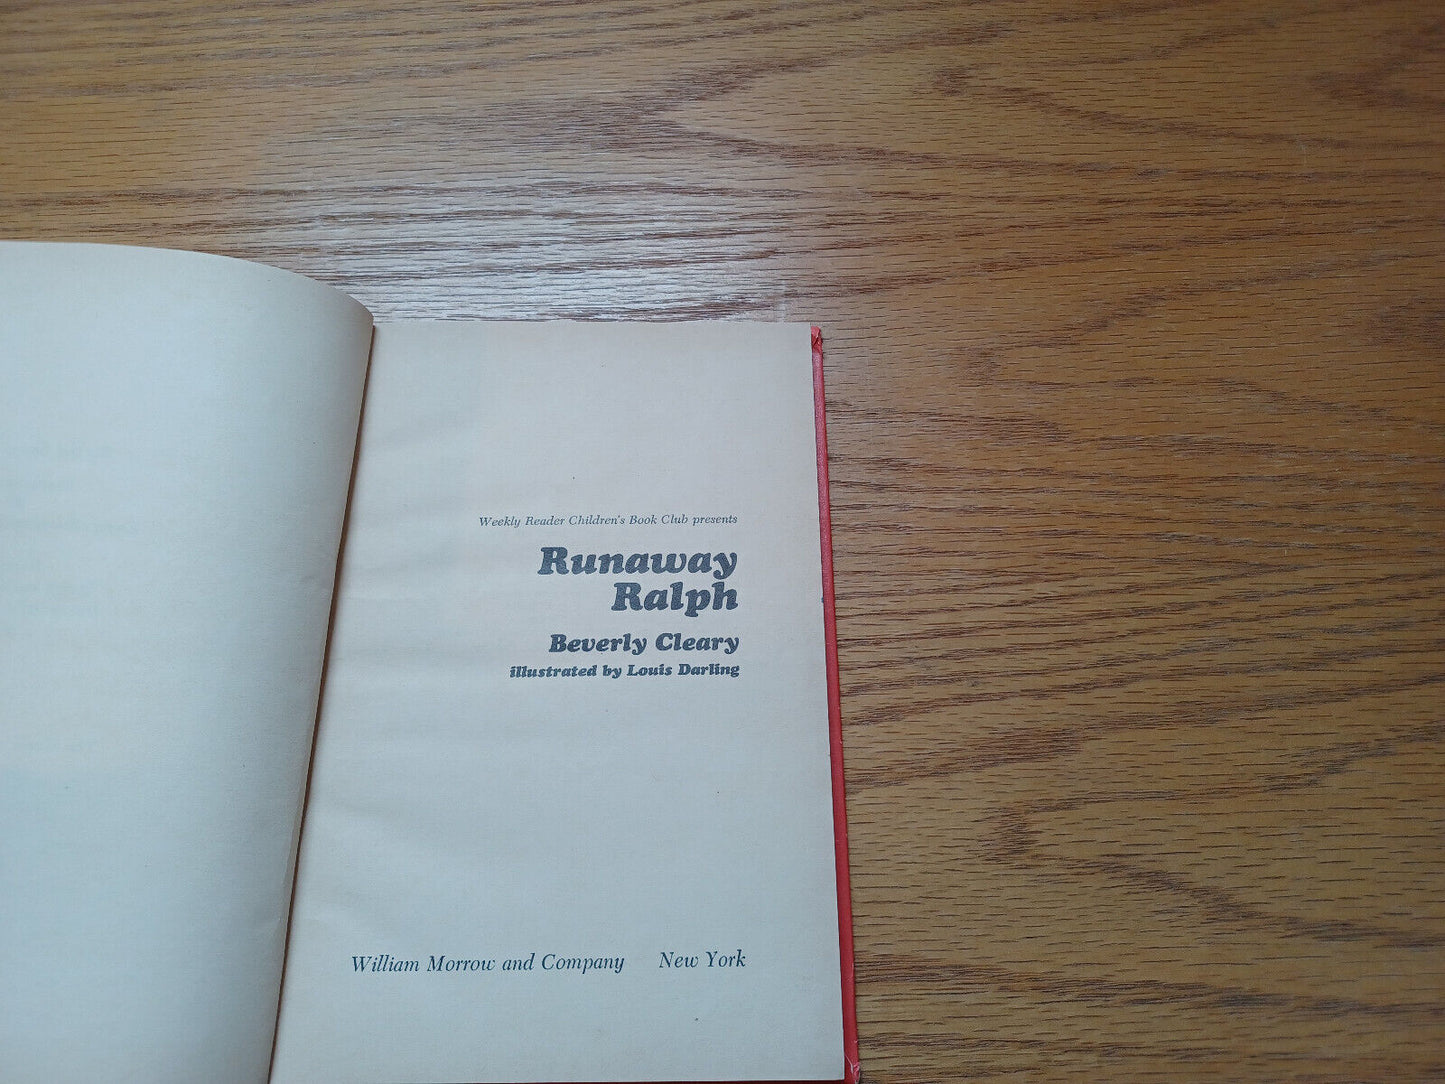 Weekly Reader Children's Book Club presents
Runaway
Ralph
Beverly Cleary
illustrated by Louis Darling
William Morrow and Company New York